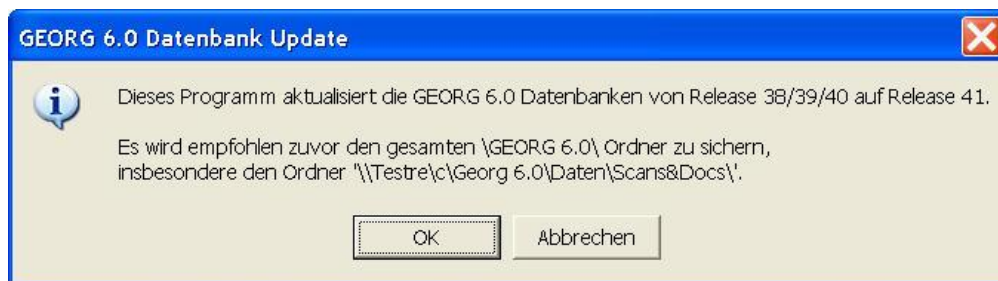 GEORG 6.0 Datenbank Update
Dieses Programm aktualisiert die GEORG 6.0 Datenbanken von Release 38/39/40 auf Release 41.
Es wird empfohlen zuvor den gesamten \GEORG 6.0\ Ordner zu sichern,
insbesondere den Ordner '\\Testre\c\Georg 6.0\Daten\Scans&Docs\'.
OK
Abbrechen